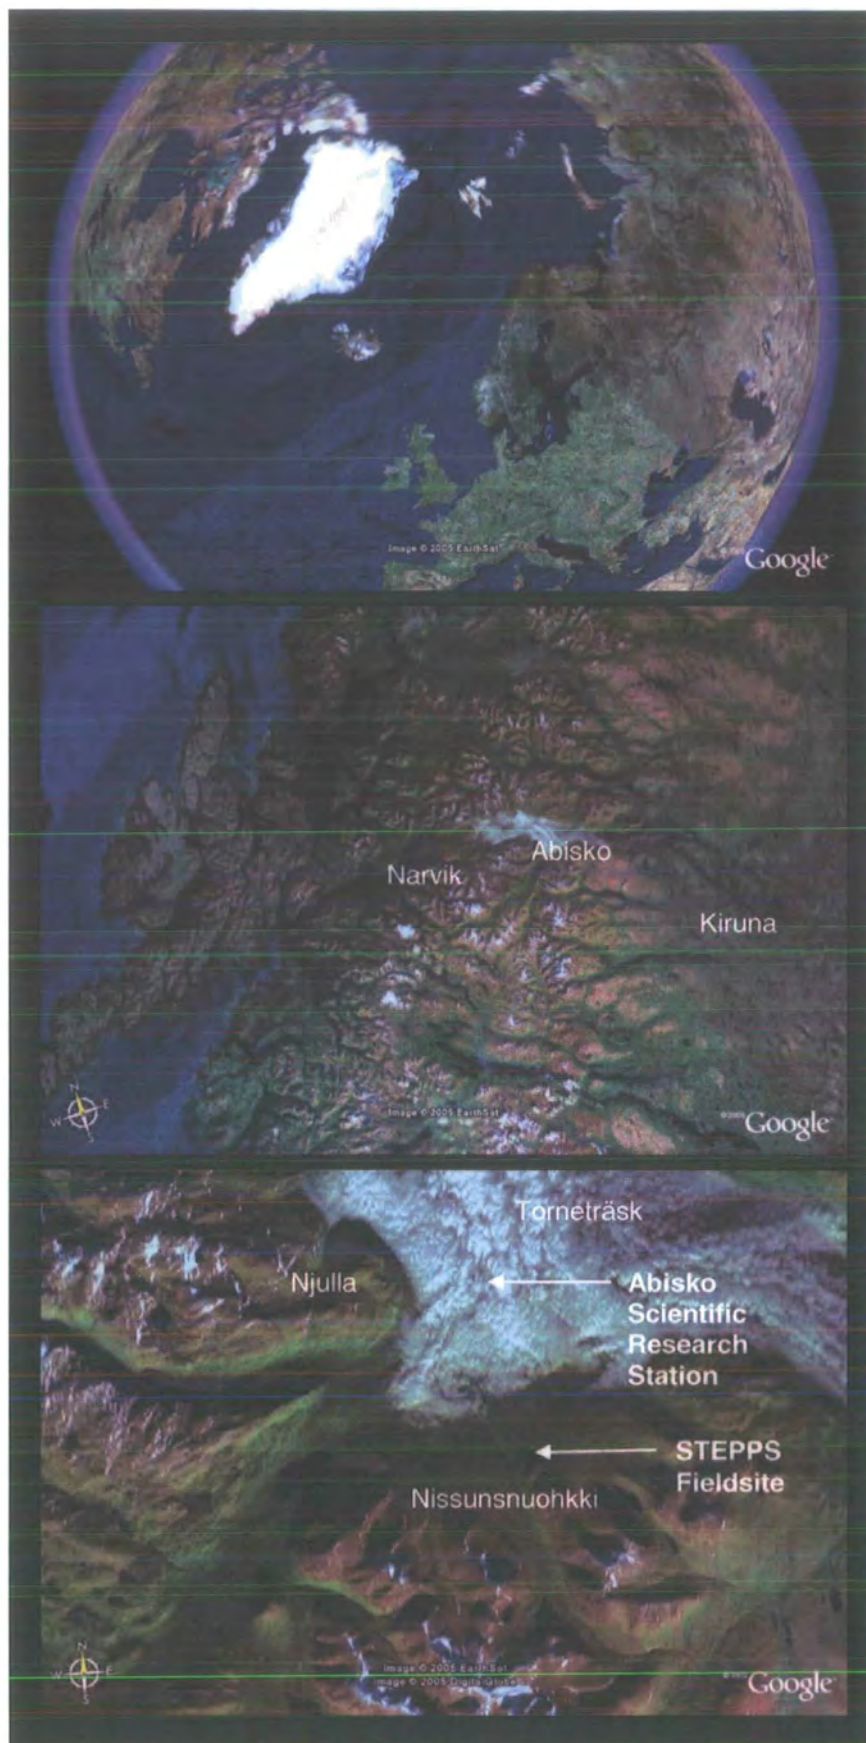 Image © 2005 EarthSat
Google
Abisko
Narvik
Kiruna
N
W E
S
Image © 2005 EarthSat
© 2005 Google
Torneträsk
Njulla
Abisko
Scientific
Research
Station
STEPPS
Fieldsite
Nissunsnuohkki
N
W E
S
Image © 2005 EarthSat
Image © 2005 DigitalGlobe
Google